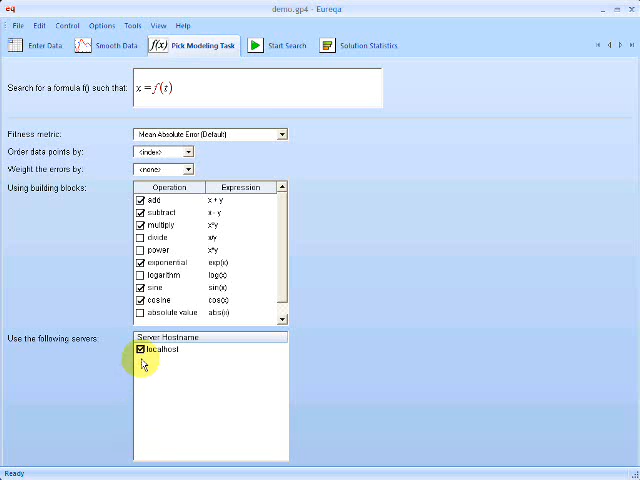 eq demo.gp4 - Eureqa
File Edit Control Options Tools View Help
Enter Data Smooth Data f(x) Pick Modeling Task Start Search Solution Statistics
Search for a formula f() such that: x = f(t)
Fitness metric: Mean Absolute Error (Default)
Order data points by: <index>
Weight the errors by: <none>
Using building blocks: Operation Expression
add x + y
subtract x - y
multiply x*y
divide x/y
power x^y
exponential exp(x)
logarithm log(x)
sine sin(x)
cosine cos(x)
absolute value abs(x)
Use the following servers: Server Hostname
localhost
Ready